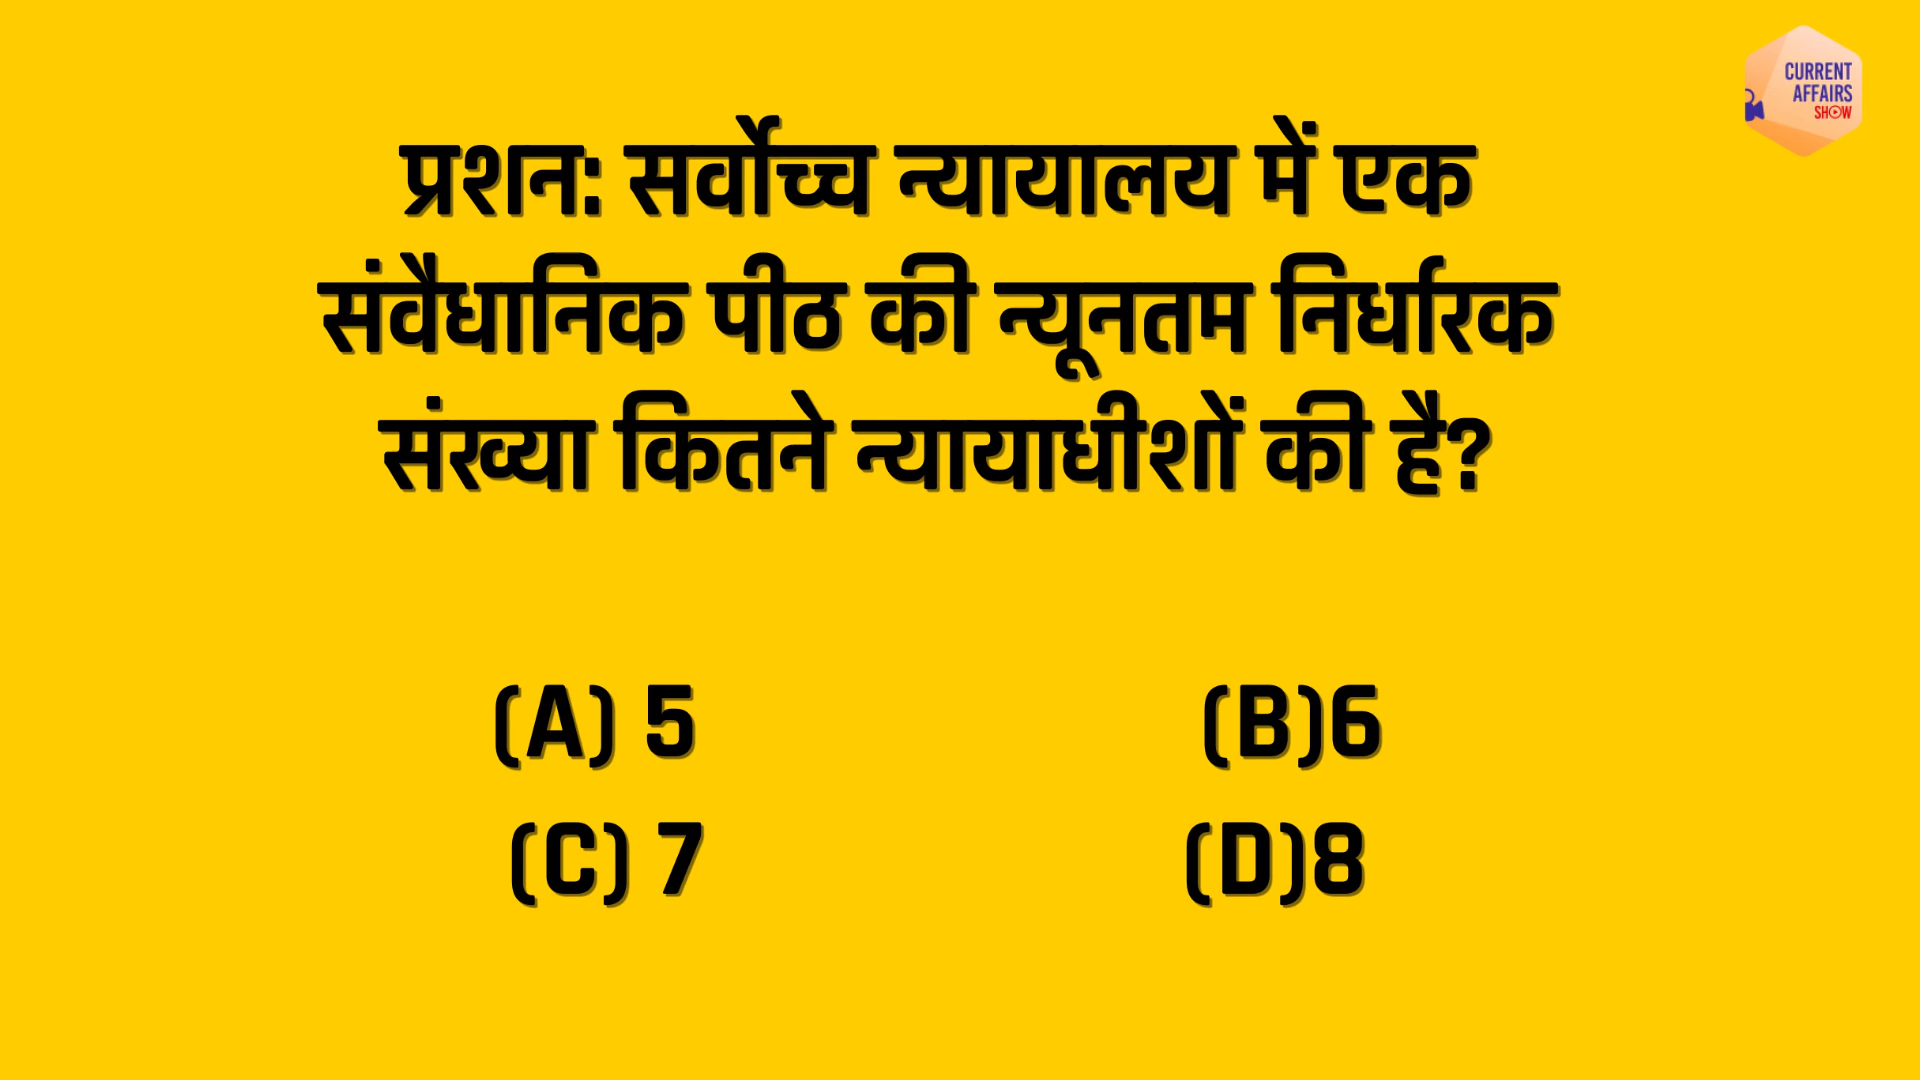 CURRENT
AFFAIRS
SHOW
प्रशन: सर्वोच्च न्यायालय में एक
संवैधानिक पीठ की न्यूनतम निर्धारक
संख्या कितने न्यायाधीशों की है?
(A) 5 (B)6
(C) 7 (D)8